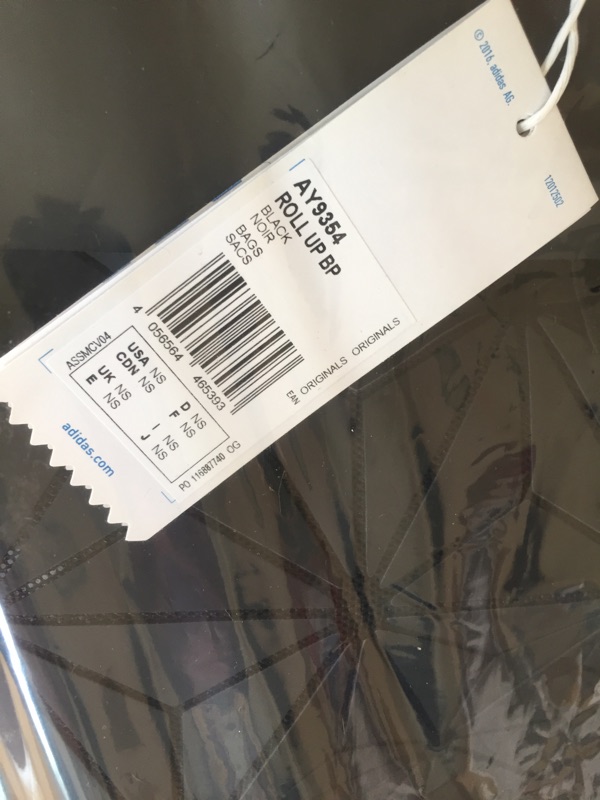 © 2016, adidas AG.
12012502
AY9354
ROLL UP BP
BLACK
NOIR
BAGS
SACS
4 056564 465393
EAN
ORIGINALS ORIGINALS
ASSMCV04
USA NS D NS
CDN NS F NS
UK NS I NS
E NS J NS
PO 116887740 OG
adidas.com